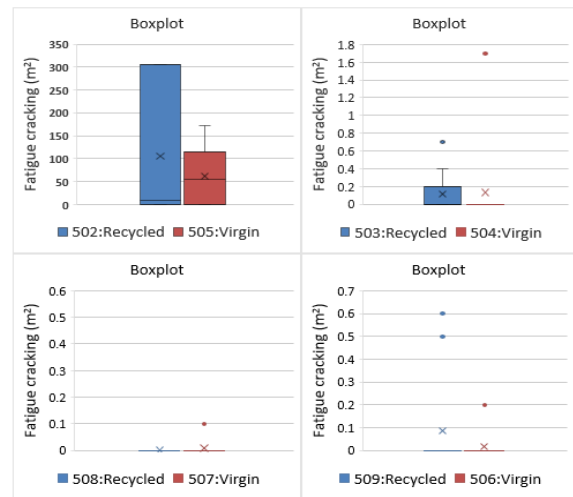 Boxplot
Fatigue cracking (m²)
350
300
250
200
150
100
50
0
502:Recycled 505:Virgin
Boxplot
Fatigue cracking (m²)
1.8
1.6
1.4
1.2
1
0.8
0.6
0.4
0.2
0
503:Recycled 504:Virgin
Boxplot
Fatigue cracking (m²)
0.6
0.5
0.4
0.3
0.2
0.1
0
508:Recycled 507:Virgin
Boxplot
Fatigue cracking (m²)
0.7
0.6
0.5
0.4
0.3
0.2
0.1
0
509:Recycled 506:Virgin